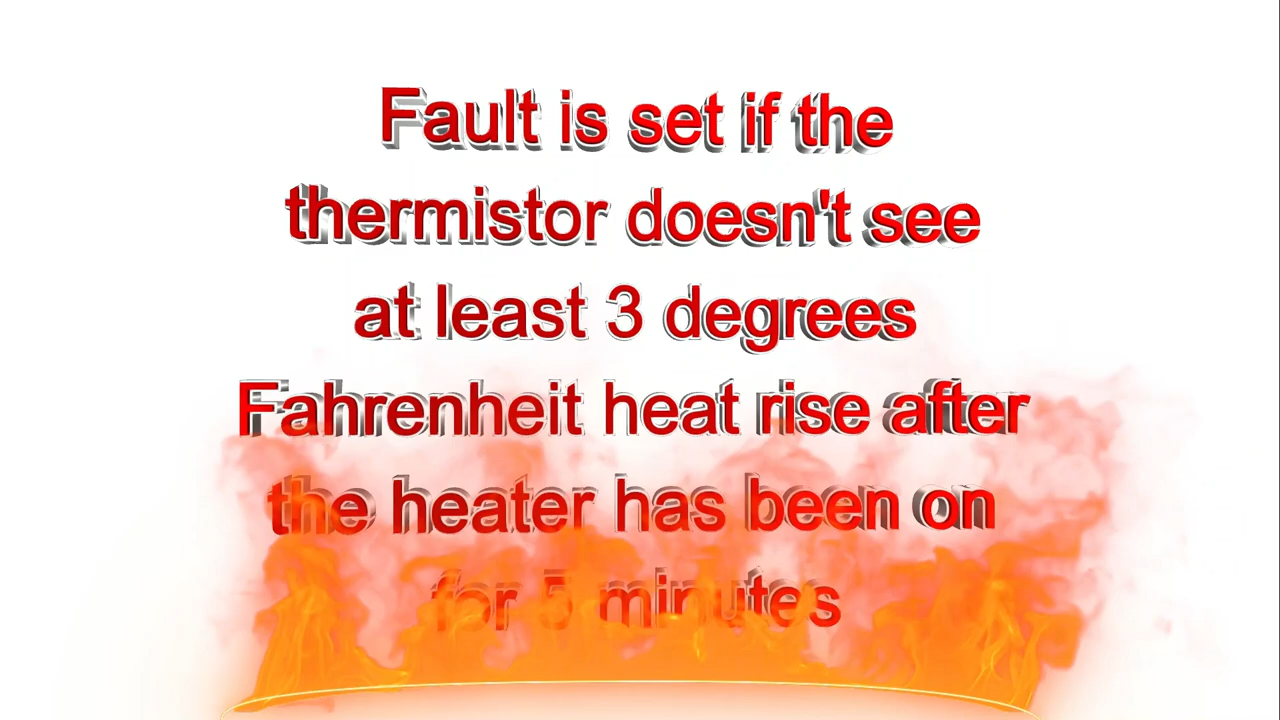 Fault is set if the
thermistor doesn't see
at least 3 degrees
Fahrenheit heat rise after
the heater has been on
for 5 minutes